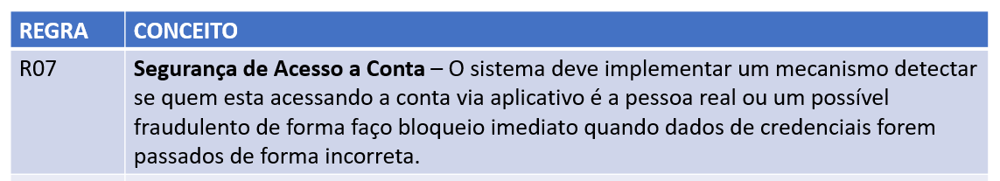 REGRA CONCEITO
R07 Segurança de Acesso a Conta – O sistema deve implementar um mecanismo detectar
se quem esta acessando a conta via aplicativo é a pessoa real ou um possível
fraudulento de forma faço bloqueio imediato quando dados de credenciais forem
passados de forma incorreta.